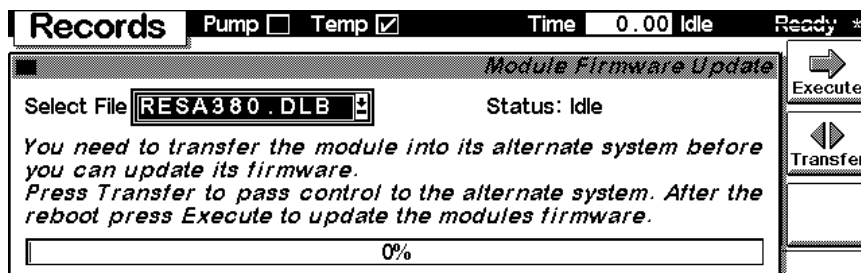 Records Pump Temp Time 0.00 Idle Ready *
Module Firmware Update
Execute
Select File RESA380.DLB Status: Idle
You need to transfer the module into its alternate system before
you can update its firmware.
Transfer
Press Transfer to pass control to the alternate system. After the
reboot press Execute to update the modules firmware.
0%